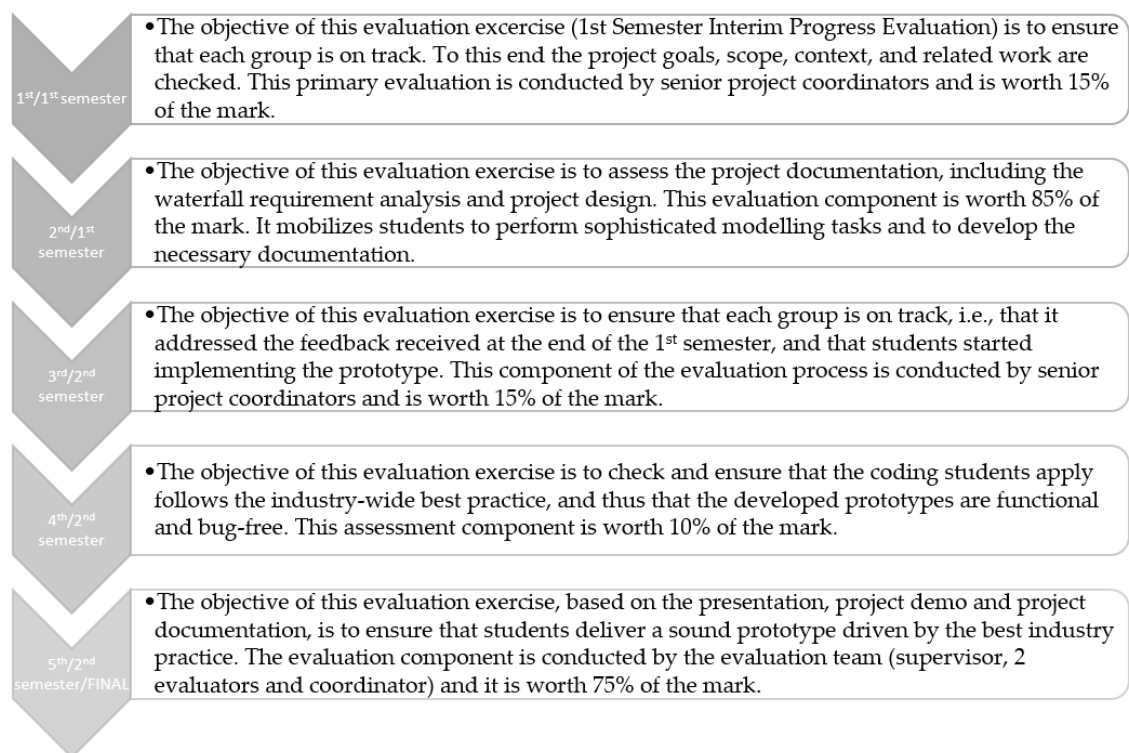 •The objective of this evaluation excercise (1st Semester Interim Progress Evaluation) is to ensure
that each group is on track. To this end the project goals, scope, context, and related work are
checked. This primary evaluation is conducted by senior project coordinators and is worth 15%
of the mark.
1st/1st semester
•The objective of this evaluation exercise is to assess the project documentation, including the
waterfall requirement analysis and project design. This evaluation component is worth 85% of
the mark. It mobilizes students to perform sophisticated modelling tasks and to develop the
necessary documentation.
2nd/1st
semester
•The objective of this evaluation exercise is to ensure that each group is on track, i.e., that it
addressed the feedback received at the end of the 1st semester, and that students started
implementing the prototype. This component of the evaluation process is conducted by senior
project coordinators and is worth 15% of the mark.
3rd/2nd
semester
•The objective of this evaluation exercise is to check and ensure that the coding students apply
follows the industry-wide best practice, and thus that the developed prototypes are functional
and bug-free. This assessment component is worth 10% of the mark.
4th/2nd
semester
•The objective of this evaluation exercise, based on the presentation, project demo and project
documentation, is to ensure that students deliver a sound prototype driven by the best industry
practice. The evaluation component is conducted by the evaluation team (supervisor, 2
evaluators and coordinator) and it is worth 75% of the mark.
5th/2nd
semester/FINAL